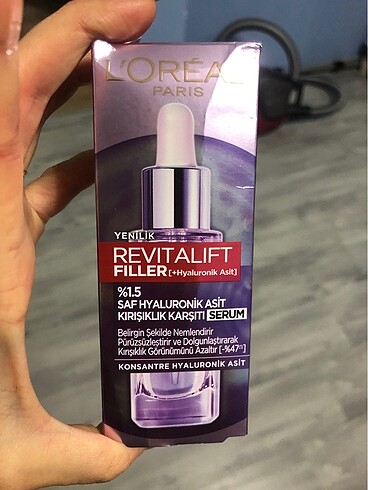 L'ORÉAL
PARIS
YENİLİK
REVITALIFT
FILLER [+Hyaluronik Asit]
%1.5
SAF HYALURONİK ASİT
KIRIŞIKLIK KARŞITI SERUM
Belirgin Şekilde Nemlendirir
Pürüzsüzleştirir ve Dolgunlaştırarak
Kırışıklık Görünümünü Azaltır [-%47]
KONSANTRE HYALURONİK ASİT